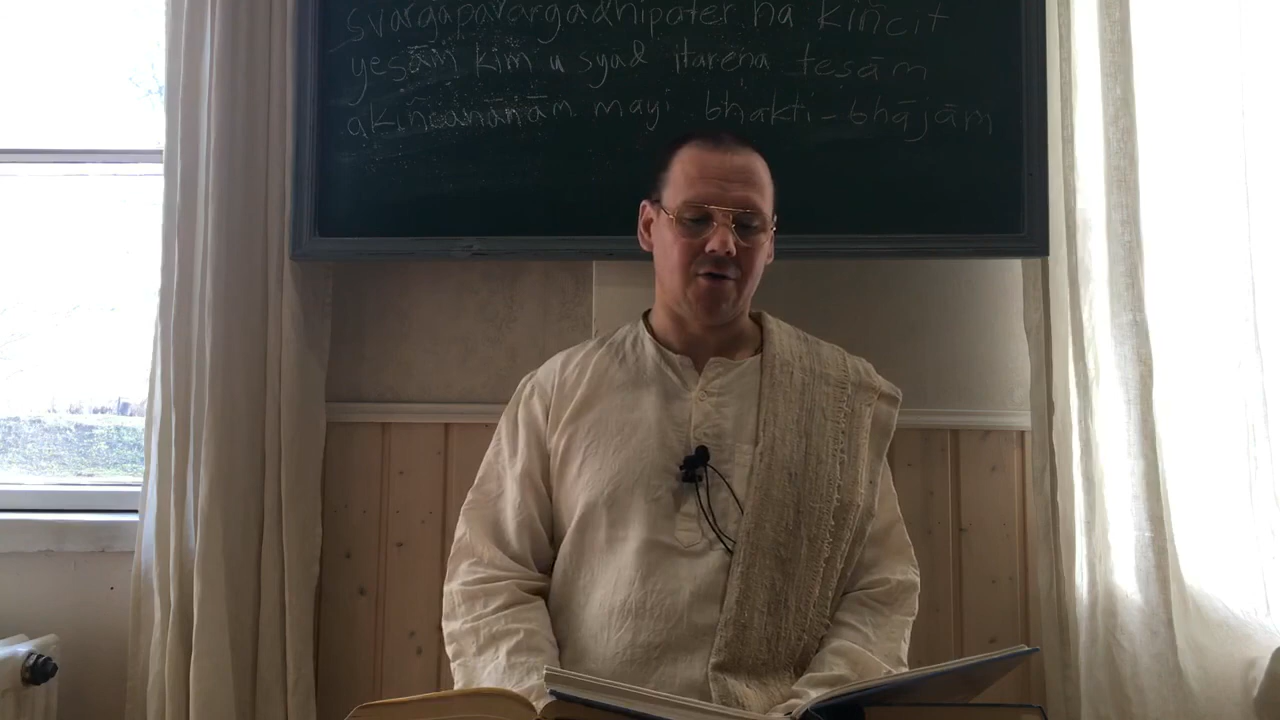 svargāpavargādhipater na kiñcit
yeṣām kim u syād itareṇa teṣām
akiñcanānām mayi bhakti-bhājām